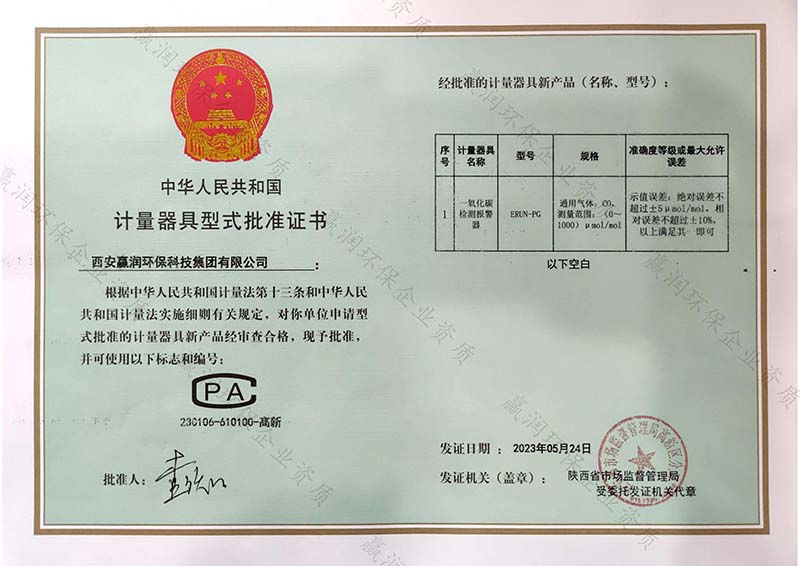 中华人民共和国
计量器具型式批准证书
西安赢润环保科技集团有限公司：
根据中华人民共和国计量法第十三条和中华人民
共和国计量法实施细则有关规定，对你单位申请型
式批准的计量器具新产品经审查合格，现予批准，
并可使用以下标志和编号：
CPA
230106-610100-高新
批准人：
经批准的计量器具新产品（名称、型号）：
序号 计量器具名称 型号 规格 准确度等级或最大允许误差
1 一氧化碳检测报警器 ERUN-PG 通用气体：CO，测量范围：（0～1000）μmol/mol 示值误差：绝对误差不超过±5μmol/mol，相对误差不超过±10%，以上满足其一即可
以下空白
发证日期：2023年05月24日
发证机关（盖章）：陕西省市场监督管理局
受委托发证机关代章
赢润环保企业资质